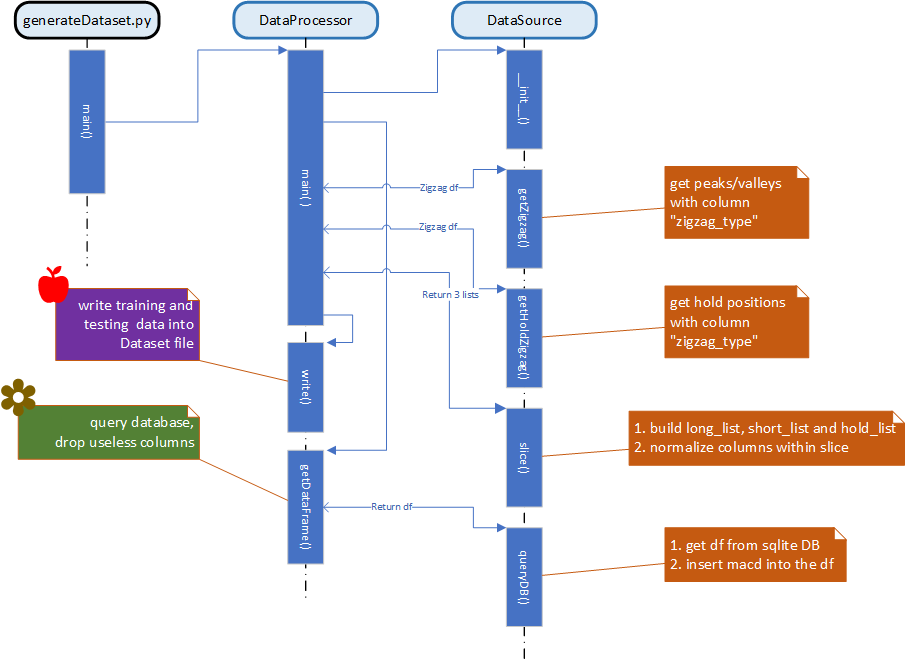 generateDataset.py
DataProcessor
DataSource
main()
main()
__init__()
Zigzag df
getZigzag()
get peaks/valleys
with column
"zigzag_type"
Zigzag df
Return 3 lists
getHoldZigzag()
get hold positions
with column
"zigzag_type"
write training and
testing  data into
Dataset file
write()
query database,
drop useless columns
getDataFrame()
slice()
1. build long_list, short_list and hold_list
2. normalize columns within slice
Return df
queryDB()
1. get df from sqlite DB
2. insert macd into the df